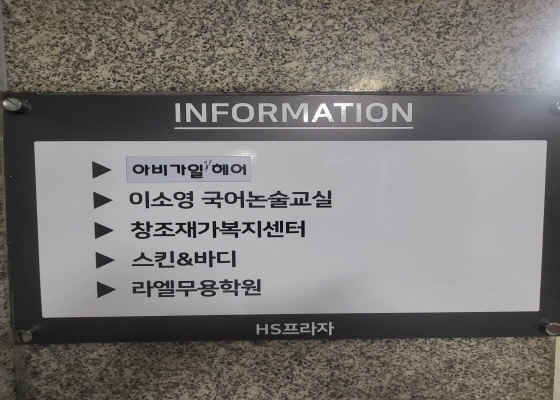 INFORMATION
▶ 아비가일헤어
▶ 이소영 국어논술교실
▶ 창조재가복지센터
▶ 스킨&바디
▶ 라엘무용학원
HS프라자